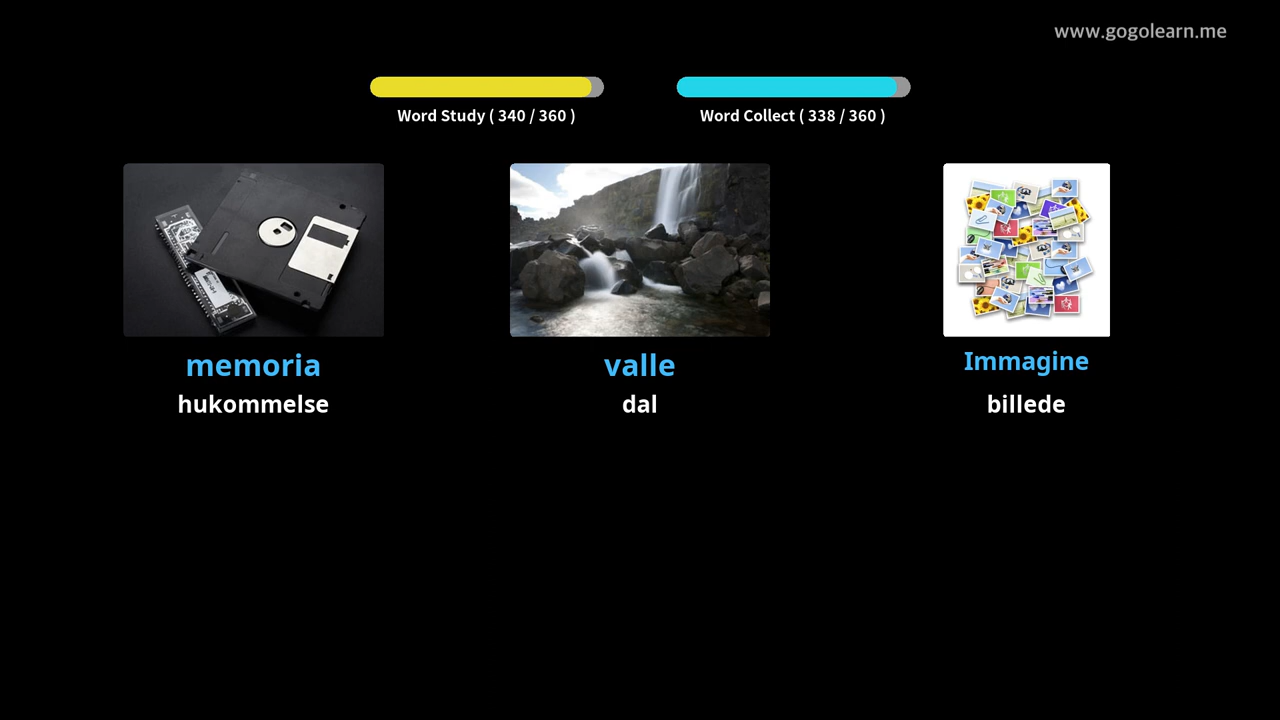 www.gogolearn.me
Word Study ( 340 / 360 )
Word Collect ( 338 / 360 )
memoria
hukommelse
valle
dal
Immagine
billede